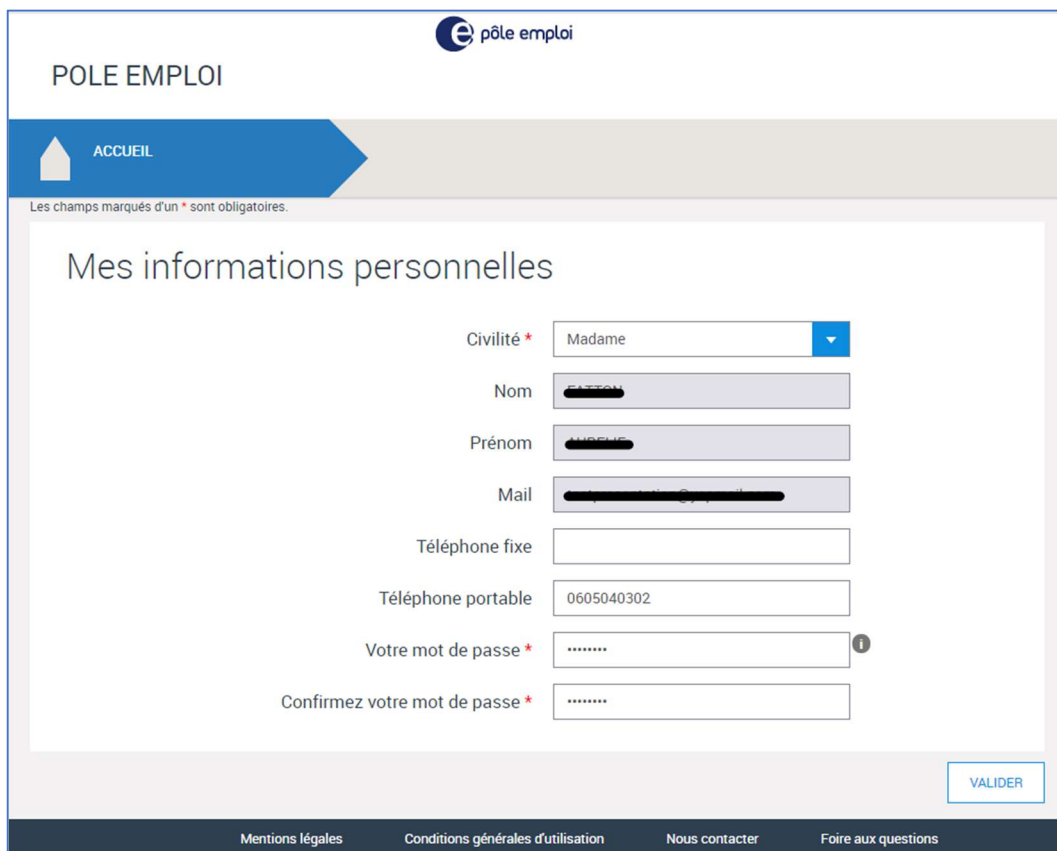 pôle emploi
POLE EMPLOI
ACCUEIL
Les champs marqués d'un * sont obligatoires.
Mes informations personnelles
Civilité * Madame
Nom
Prénom
Mail
Téléphone fixe
Téléphone portable 0605040302
Votre mot de passe * ········
Confirmez votre mot de passe * ········
VALIDER
Mentions légales Conditions générales d'utilisation Nous contacter Foire aux questions